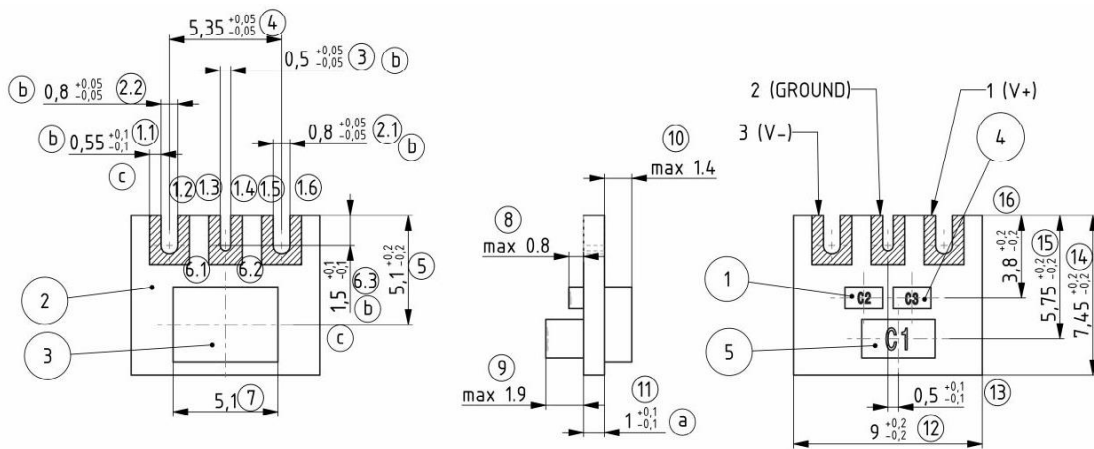 5,35 +0,05 -0,05 4
0,5 +0,05 -0,05 3 b
b 0,8 +0,05 -0,05 2.2
b 0,55 +0,1 -0,1 1.1
c
0,8 +0,05 -0,05 2.1
b
1.2 1.3 1.4 1.5 1.6
6.1 6.2
1,5 +0,1 -0,1 6.3
b
c
5,1 +0,2 -0,2 5
2
3
5,1 7
10
max 1.4
8
max 0.8
9
max 1.9
11
1 +0,1 -0,1 a
2 (GROUND)
1 (V+)
3 (V-)
4
16
3,8 +0,2 -0,2
5,75 +0,2 -0,2 15
7,45 +0,2 -0,2 14
1
C2 C3
5
C1
0,5 +0,1 -0,1 13
9 +0,2 -0,2 12